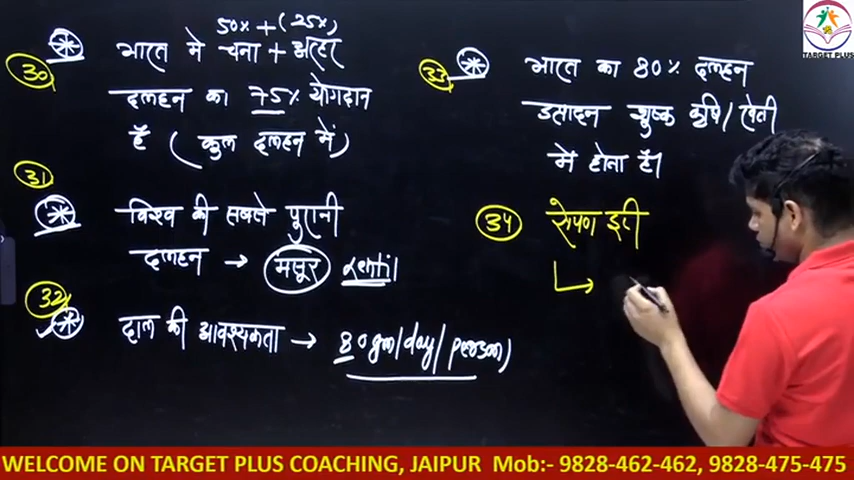 50% + (25%)
30 भारत में चना + अरहर
दलहन का 75% योगदान
है (कुल दलहन में)
31
विश्व की सबसे पुरानी
दलहन → मसूर Lentil
32
दाल की आवश्यकता → 80 gm/day/person)
33 भारत का 80% दलहन
उत्पादन शुष्क कृषि/खेती
में होता है।
34 रोपण दूरी
TARGET PLUS
WELCOME ON TARGET PLUS COACHING, JAIPUR Mob:- 9828-462-462, 9828-475-475